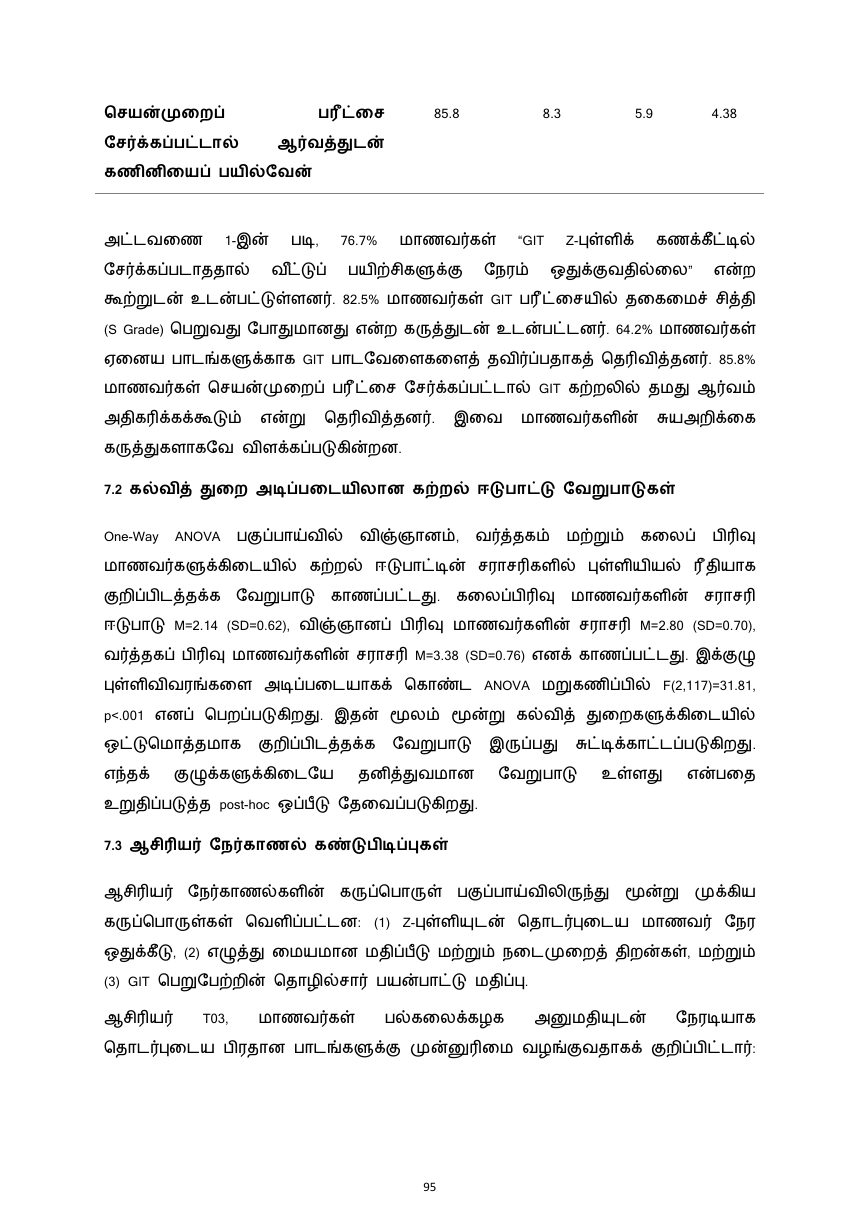 செயன்முறைப் பரீட்சை 85.8 8.3 5.9 4.38
சேர்க்கப்பட்டால் ஆர்வத்துடன்
கணினியைப் பயில்வேன்
அட்டவணை 1-இன் படி, 76.7% மாணவர்கள் “GIT Z-புள்ளிக் கணக்கீட்டில்
சேர்க்கப்படாததால் வீட்டுப் பயிற்சிகளுக்கு நேரம் ஒதுக்குவதில்லை” என்ற
கூற்றுடன் உடன்பட்டுள்ளனர். 82.5% மாணவர்கள் GIT பரீட்சையில் தகைமைச் சித்தி
(S Grade) பெறுவது போதுமானது என்ற கருத்துடன் உடன்பட்டனர். 64.2% மாணவர்கள்
ஏனைய பாடங்களுக்காக GIT பாடவேளைகளைத் தவிர்ப்பதாகத் தெரிவித்தனர். 85.8%
மாணவர்கள் செயன்முறைப் பரீட்சை சேர்க்கப்பட்டால் GIT கற்றலில் தமது ஆர்வம்
அதிகரிக்கக்கூடும் என்று தெரிவித்தனர். இவை மாணவர்களின் சுயஅறிக்கை
கருத்துகளாகவே விளக்கப்படுகின்றன.
7.2 கல்வித் துறை அடிப்படையிலான கற்றல் ஈடுபாட்டு வேறுபாடுகள்
One-Way ANOVA பகுப்பாய்வில் விஞ்ஞானம், வர்த்தகம் மற்றும் கலைப் பிரிவு
மாணவர்களுக்கிடையில் கற்றல் ஈடுபாட்டின் சராசரிகளில் புள்ளியியல் ரீதியாக
குறிப்பிடத்தக்க வேறுபாடு காணப்பட்டது. கலைப்பிரிவு மாணவர்களின் சராசரி
ஈடுபாடு M=2.14 (SD=0.62), விஞ்ஞானப் பிரிவு மாணவர்களின் சராசரி M=2.80 (SD=0.70),
வர்த்தகப் பிரிவு மாணவர்களின் சராசரி M=3.38 (SD=0.76) எனக் காணப்பட்டது. இக்குழு
புள்ளிவிவரங்களை அடிப்படையாகக் கொண்ட ANOVA மறுகணிப்பில் F(2,117)=31.81,
p<.001 எனப் பெறப்படுகிறது. இதன் மூலம் மூன்று கல்வித் துறைகளுக்கிடையில்
ஒட்டுமொத்தமாக குறிப்பிடத்தக்க வேறுபாடு இருப்பது சுட்டிக்காட்டப்படுகிறது.
எந்தக் குழுக்களுக்கிடையே தனித்துவமான வேறுபாடு உள்ளது என்பதை
உறுதிப்படுத்த post-hoc ஒப்பீடு தேவைப்படுகிறது.
7.3 ஆசிரியர் நேர்காணல் கண்டுபிடிப்புகள்
ஆசிரியர் நேர்காணல்களின் கருப்பொருள் பகுப்பாய்விலிருந்து மூன்று முக்கிய
கருப்பொருள்கள் வெளிப்பட்டன: (1) Z-புள்ளியுடன் தொடர்புடைய மாணவர் நேர
ஒதுக்கீடு, (2) எழுத்து மையமான மதிப்பீடு மற்றும் நடைமுறைத் திறன்கள், மற்றும்
(3) GIT பெறுபேற்றின் தொழில்சார் பயன்பாட்டு மதிப்பு.
ஆசிரியர் T03, மாணவர்கள் பல்கலைக்கழக அனுமதியுடன் நேரடியாக
தொடர்புடைய பிரதான பாடங்களுக்கு முன்னுரிமை வழங்குவதாகக் குறிப்பிட்டார்:
95